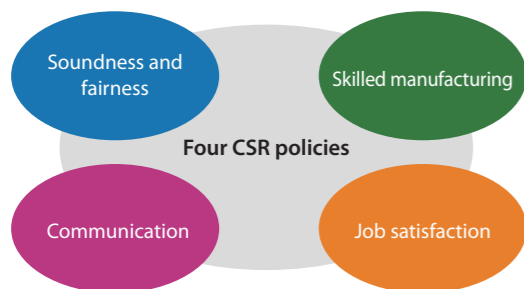 Soundness and
fairness
Skilled manufacturing
Four CSR policies
Communication
Job satisfaction